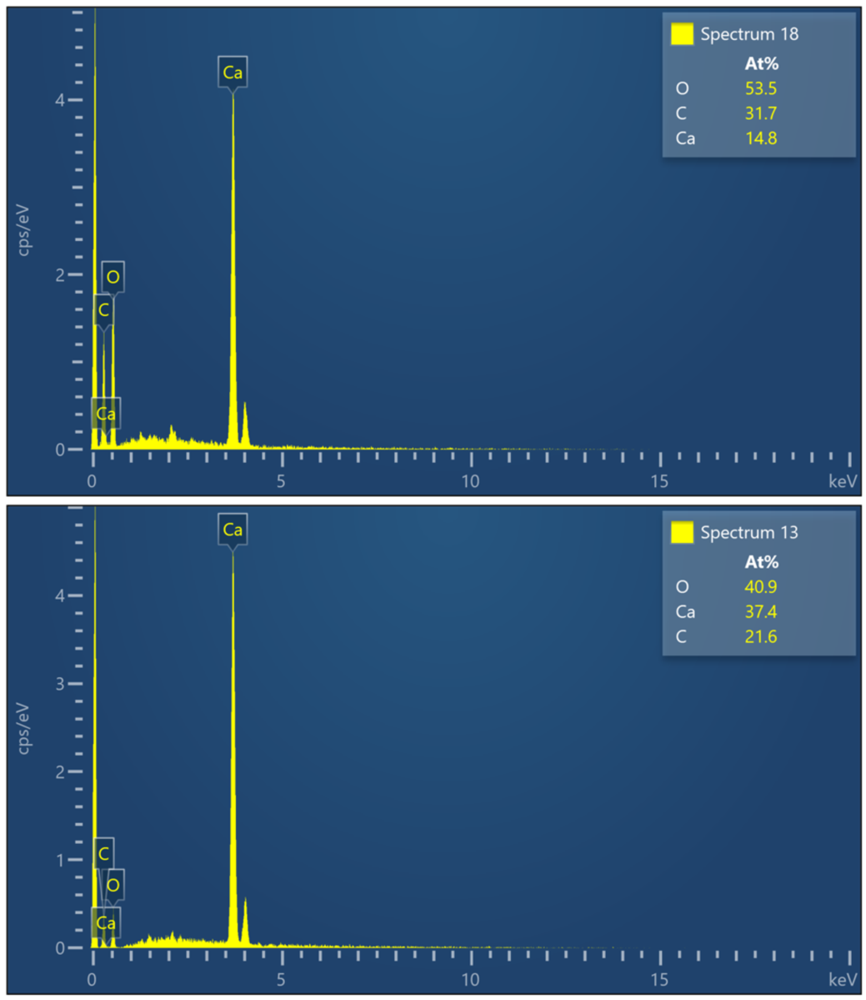 Spectrum 18
At%
O 53.5
C 31.7
Ca 14.8
Ca
4
cps/eV
2
O
C
Ca
0
0 5 10 15 keV
Spectrum 13
At%
O 40.9
Ca 37.4
C 21.6
Ca
4
3
cps/eV
2
1
C
O
Ca
0
0 5 10 15 keV